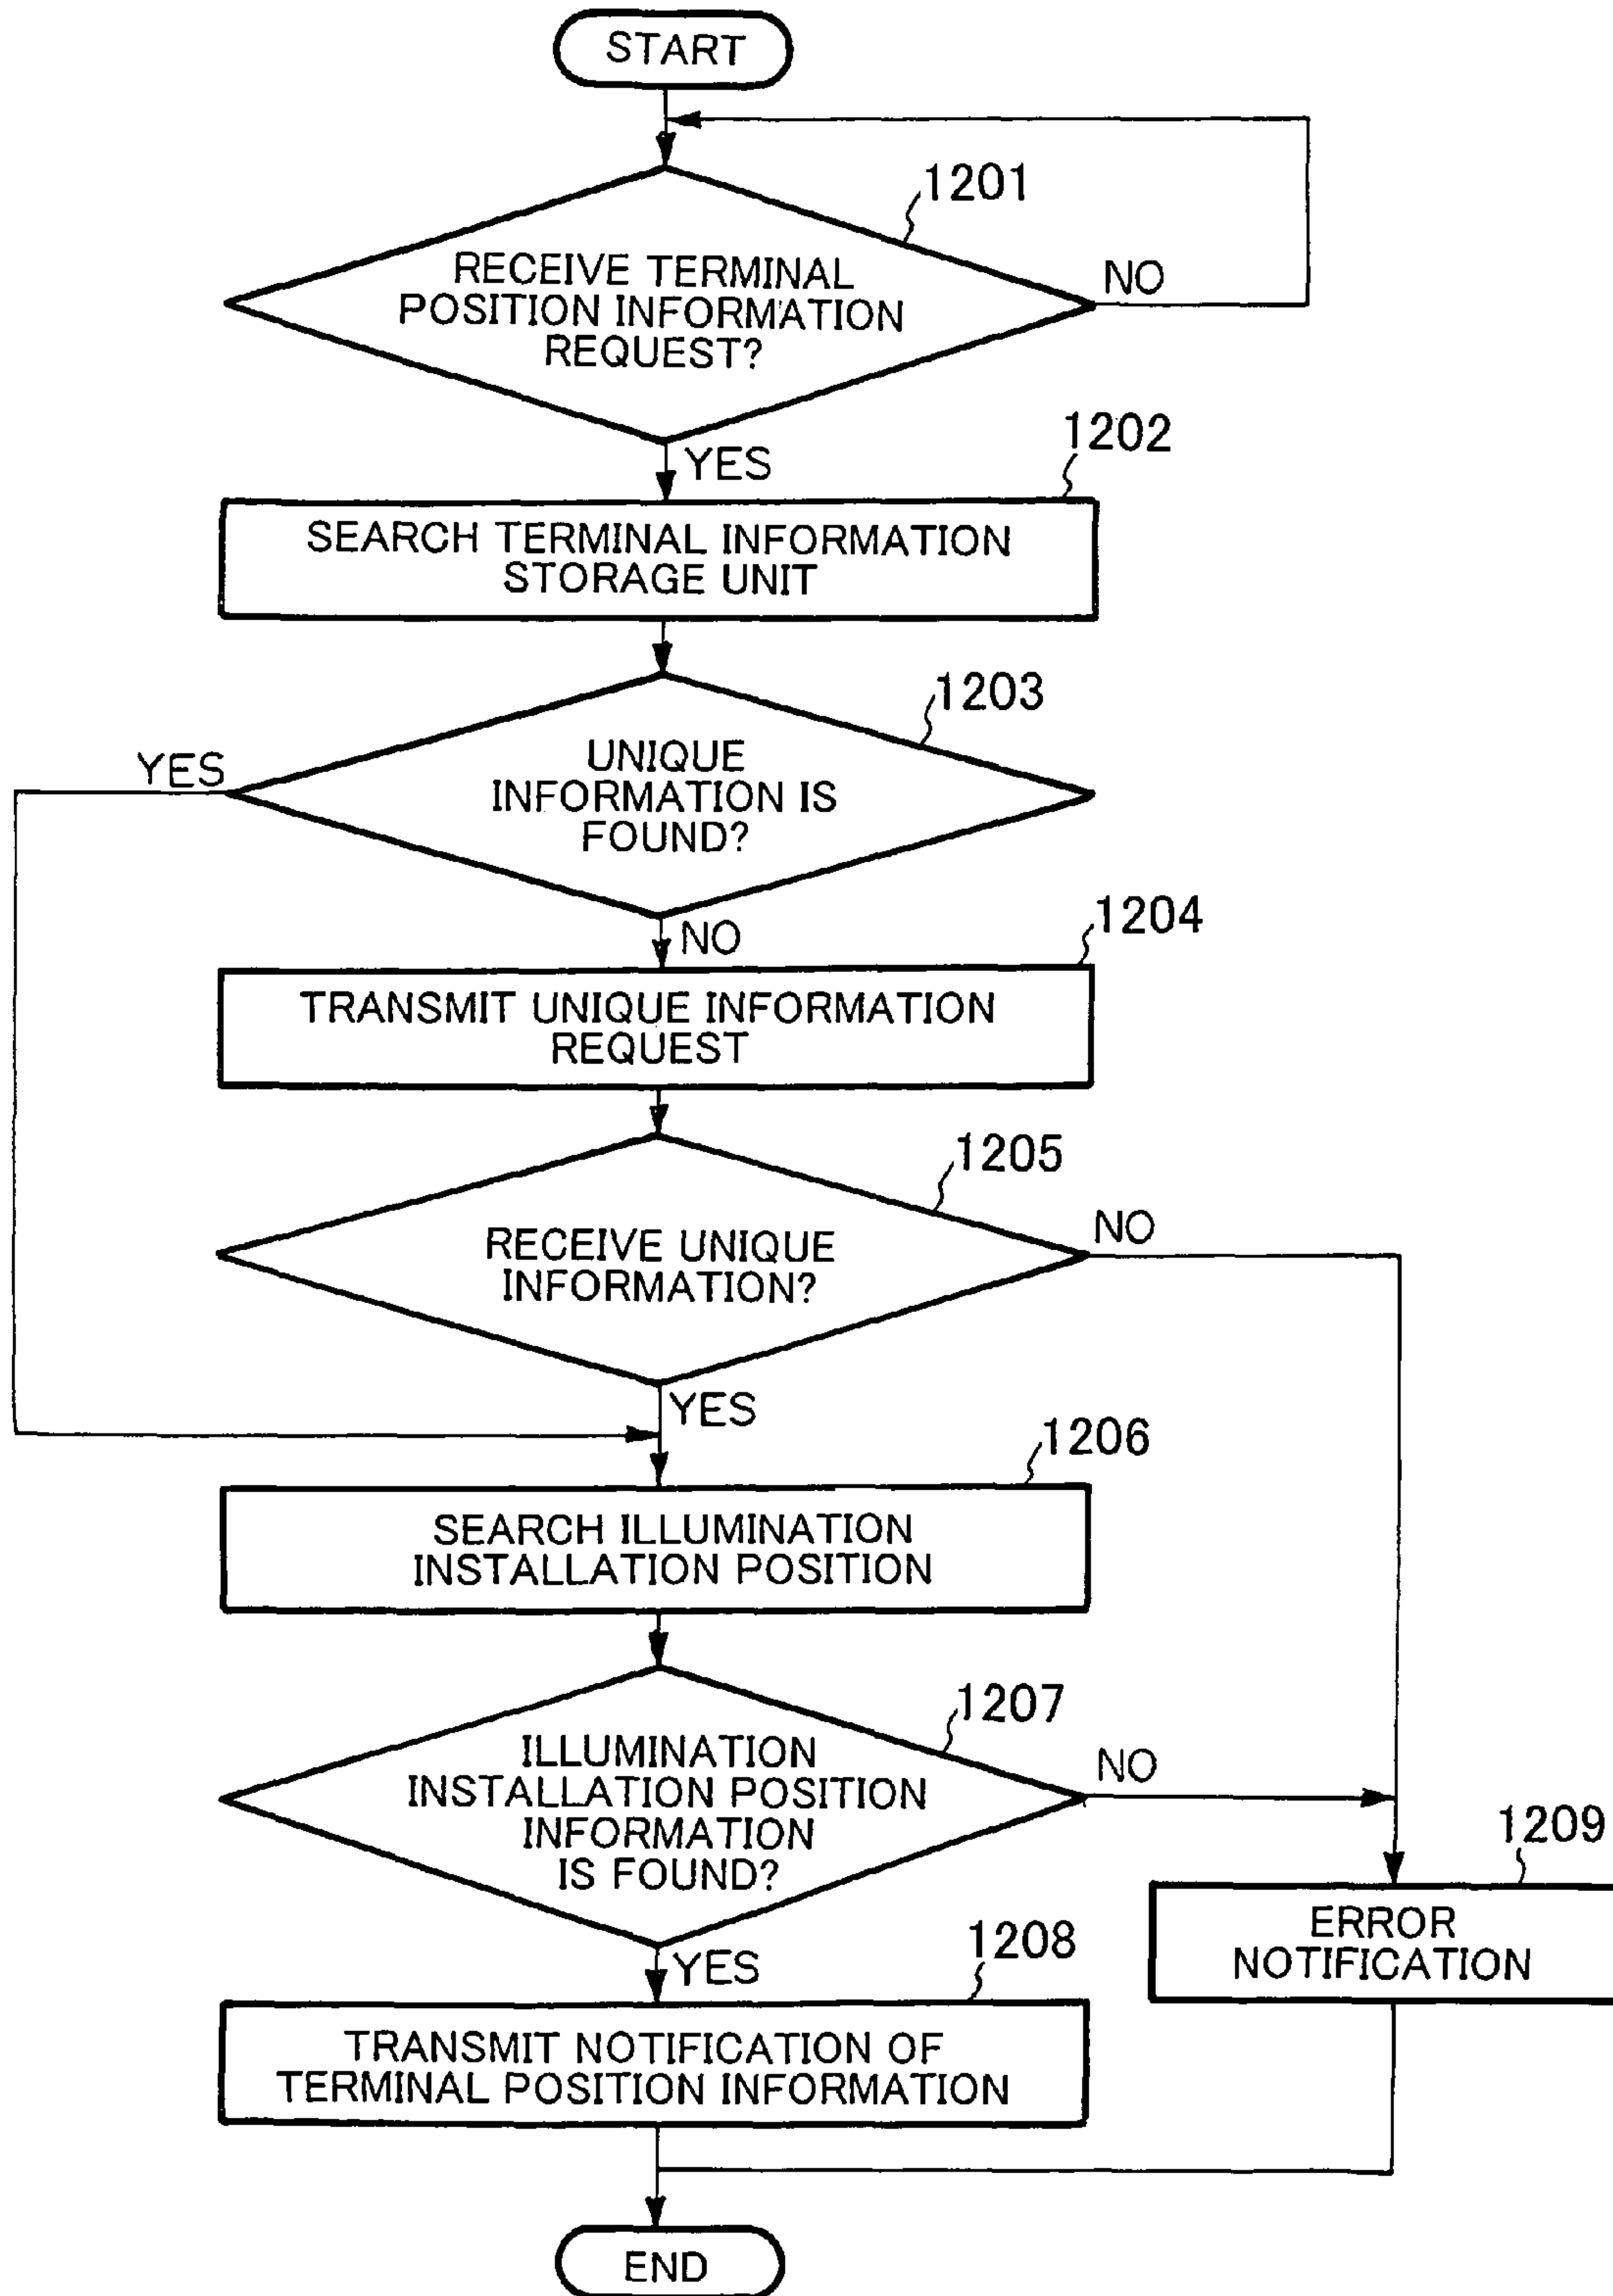 START
1201
RECEIVE TERMINAL
POSITION INFORMATION
REQUEST?
NO
YES
1202
SEARCH TERMINAL INFORMATION
STORAGE UNIT
1203
UNIQUE
INFORMATION IS
FOUND?
YES
NO
1204
TRANSMIT UNIQUE INFORMATION
REQUEST
1205
RECEIVE UNIQUE
INFORMATION?
NO
YES
1206
SEARCH ILLUMINATION
INSTALLATION POSITION
1207
ILLUMINATION
INSTALLATION POSITION
INFORMATION
IS FOUND?
NO
YES
1209
ERROR
NOTIFICATION
1208
TRANSMIT NOTIFICATION OF
TERMINAL POSITION INFORMATION
END